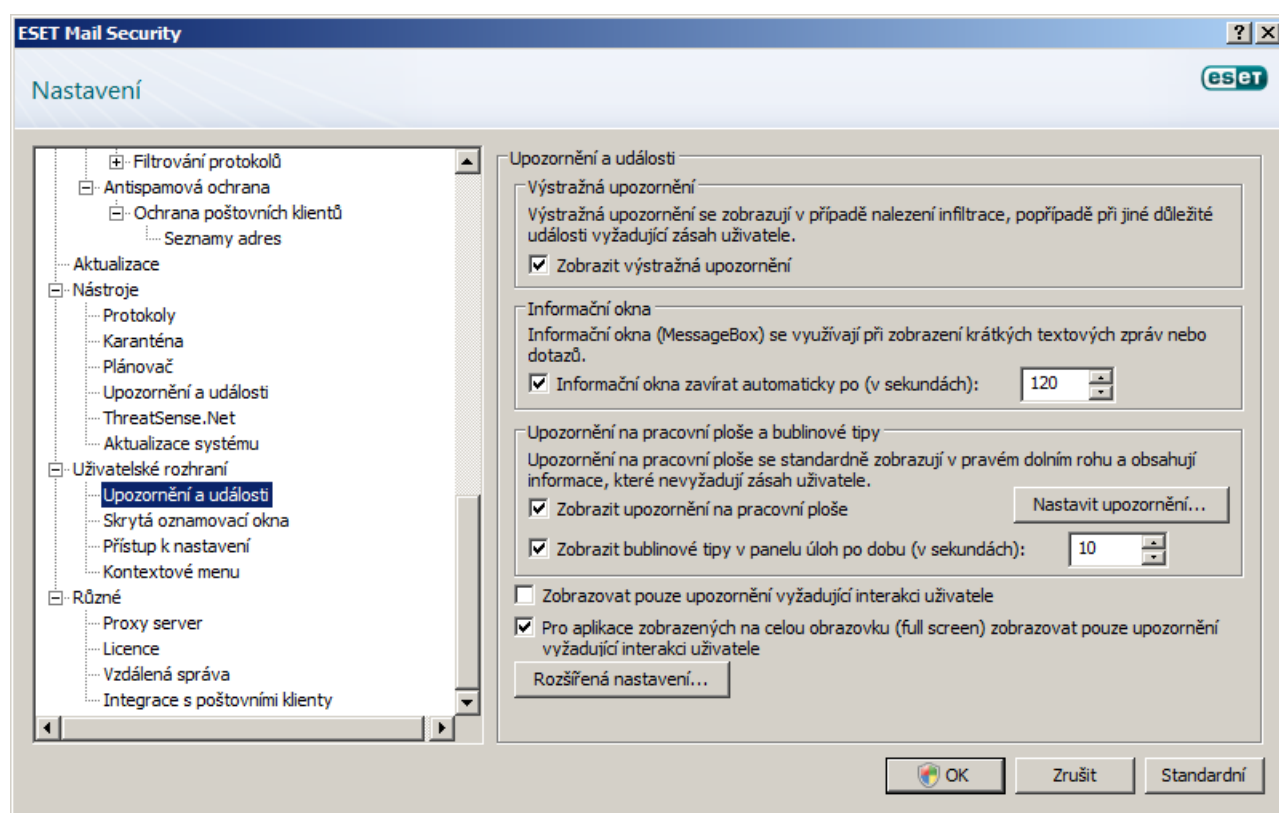 ESET Mail Security
Nastavení
eset
Filtrování protokolů
Antispamová ochrana
Ochrana poštovních klientů
Seznamy adres
Aktualizace
Nástroje
Protokoly
Karanténa
Plánovač
Upozornění a události
ThreatSense.Net
Aktualizace systému
Uživatelské rozhraní
Upozornění a události
Skrytá oznamovací okna
Přístup k nastavení
Kontextové menu
Různé
Proxy server
Licence
Vzdálená správa
Integrace s poštovními klienty
Upozornění a události
Výstražná upozornění
Výstražná upozornění se zobrazují v případě nalezení infiltrace, popřípadě při jiné důležité
události vyžadující zásah uživatele.
Zobrazit výstražná upozornění
Informační okna
Informační okna (MessageBox) se využívají při zobrazení krátkých textových zpráv nebo
dotazů.
Informační okna zavírat automaticky po (v sekundách): 120
Upozornění na pracovní ploše a bublinové tipy
Upozornění na pracovní ploše se standardně zobrazují v pravém dolním rohu a obsahují
informace, které nevyžadují zásah uživatele.
Zobrazit upozornění na pracovní ploše Nastavit upozornění...
Zobrazit bublinové tipy v panelu úloh po dobu (v sekundách): 10
Zobrazovat pouze upozornění vyžadující interakci uživatele
Pro aplikace zobrazených na celou obrazovku (full screen) zobrazovat pouze upozornění
vyžadující interakci uživatele
Rozšířená nastavení...
OK Zrušit Standardní